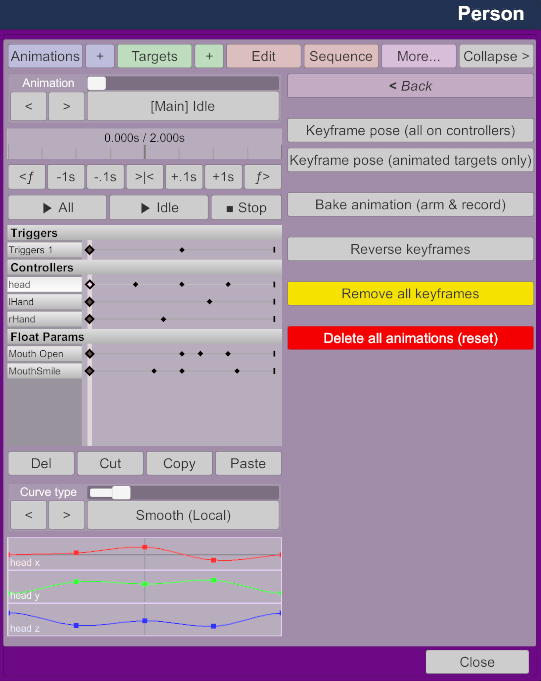 Person
Animations
+
Targets
+
Edit
Sequence
More...
Collapse >
Animation
<
>
[Main] Idle
0.000s / 2.000s
<ƒ
-1s
-.1s
>|<
+.1s
+1s
ƒ>
▶ All
▶ Idle
■ Stop
Triggers
Triggers 1
Controllers
head
lHand
rHand
Float Params
Mouth Open
MouthSmile
Del
Cut
Copy
Paste
Curve type
<
>
Smooth (Local)
head x
head y
head z
< Back
Keyframe pose (all on controllers)
Keyframe pose (animated targets only)
Bake animation (arm & record)
Reverse keyframes
Remove all keyframes
Delete all animations (reset)
Close